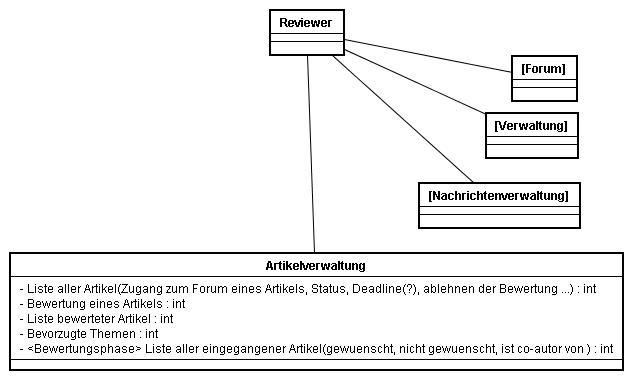 Reviewer
[Forum]
[Verwaltung]
[Nachrichtenverwaltung]
Artikelverwaltung
- Liste aller Artikel(Zugang zum Forum eines Artikels, Status, Deadline(?), ablehnen der Bewertung ...) : int
- Bewertung eines Artikels : int
- Liste bewerteter Artikel : int
- Bevorzugte Themen : int
- <Bewertungsphase> Liste aller eingegangener Artikel(gewuenscht, nicht gewuenscht, ist co-autor von ) : int